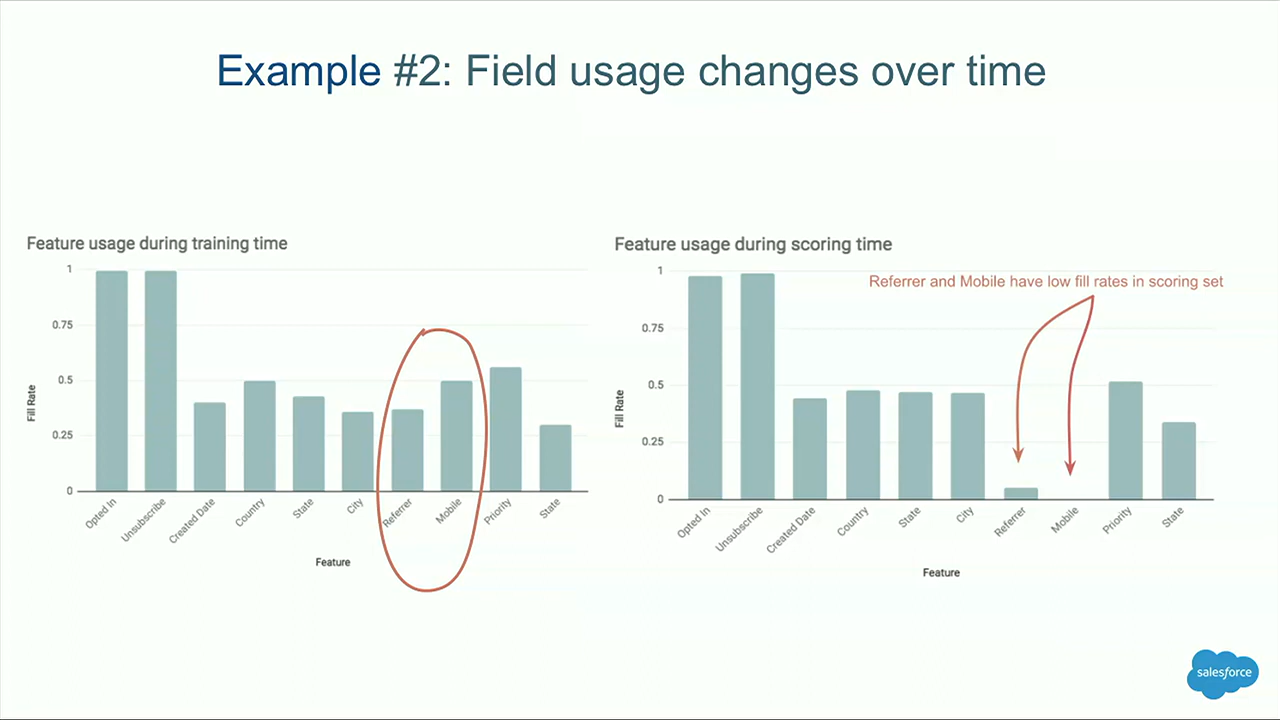 Example #2: Field usage changes over time
Feature usage during training time
1
0.75
0.5
0.25
0
Fill Rate
Opted In
Unsubscribe
Created Date
Country
State
City
Referrer
Mobile
Priority
State
Feature
Feature usage during scoring time
Referrer and Mobile have low fill rates in scoring set
1
0.75
0.5
0.25
0
Fill Rate
Opted In
Unsubscribe
Created Date
Country
State
City
Referrer
Mobile
Priority
State
Feature
salesforce